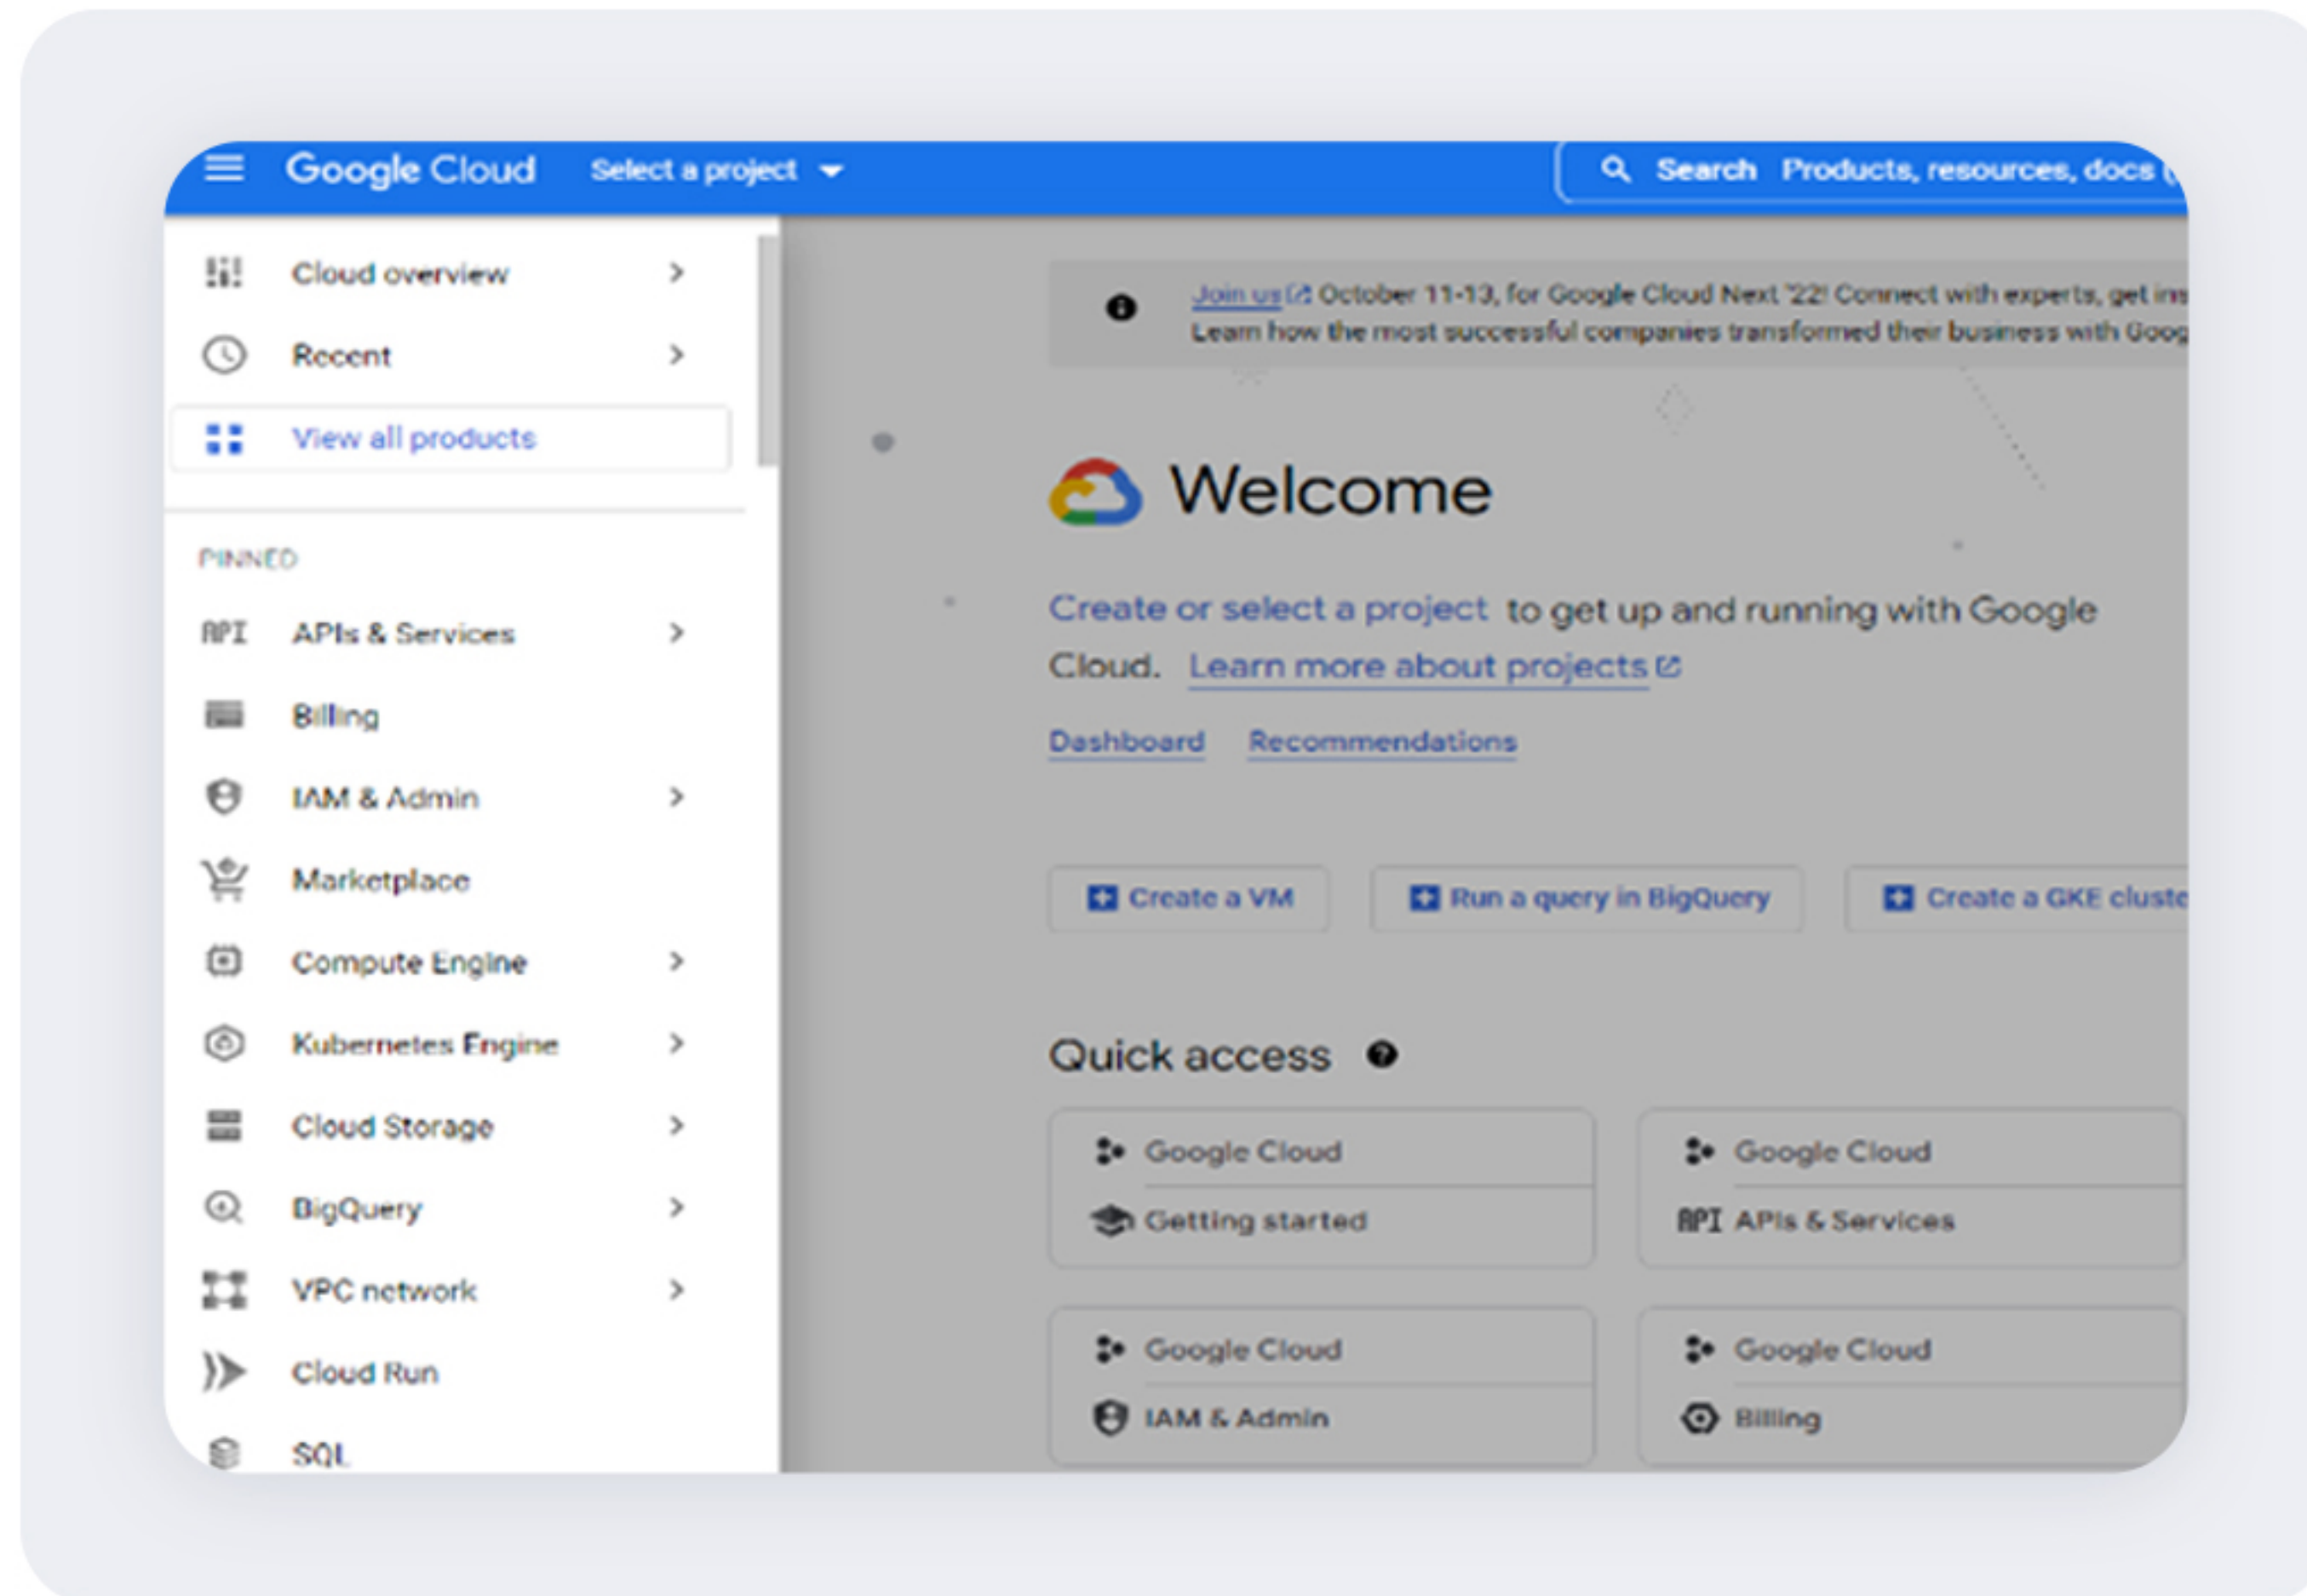 Google Cloud Select a project Search Products, resources, docs (
Cloud overview
Recent
View all products
PINNED
API APIs & Services
Billing
IAM & Admin
Marketplace
Compute Engine
Kubernetes Engine
Cloud Storage
BigQuery
VPC network
Cloud Run
SQL
Join us October 11-13, for Google Cloud Next '22! Connect with experts, get ins
Learn how the most successful companies transformed their business with Goog
Welcome
Create or select a project to get up and running with Google
Cloud. Learn more about projects
Dashboard Recommendations
Create a VM Run a query in BigQuery Create a GKE cluste
Quick access
Google Cloud
Getting started
Google Cloud
API APIs & Services
Google Cloud
IAM & Admin
Google Cloud
Billing